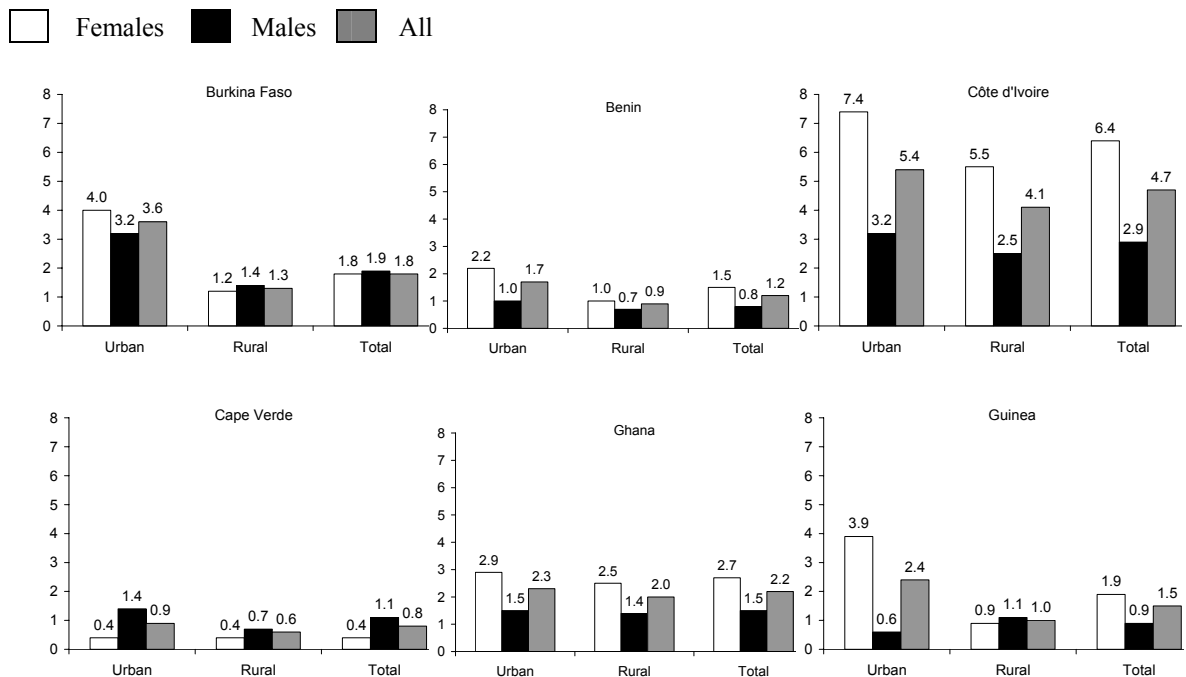 Females Males All
Burkina Faso
8
7
6
5
4
3
2
1
0
4.0 3.2 3.6
1.2 1.4 1.3
1.8 1.9 1.8
Urban Rural Total
Benin
8
7
6
5
4
3
2
1
0
2.2 1.0 1.7
1.0 0.7 0.9
1.5 0.8 1.2
Urban Rural Total
Côte d'Ivoire
8
7
6
5
4
3
2
1
0
7.4 3.2 5.4
5.5 2.5 4.1
6.4 2.9 4.7
Urban Rural Total
Cape Verde
8
7
6
5
4
3
2
1
0
0.4 1.4 0.9
0.4 0.7 0.6
0.4 1.1 0.8
Urban Rural Total
Ghana
8
7
6
5
4
3
2
1
0
2.9 1.5 2.3
2.5 1.4 2.0
2.7 1.5 2.2
Urban Rural Total
Guinea
8
7
6
5
4
3
2
1
0
3.9 0.6 2.4
0.9 1.1 1.0
1.9 0.9 1.5
Urban Rural Total